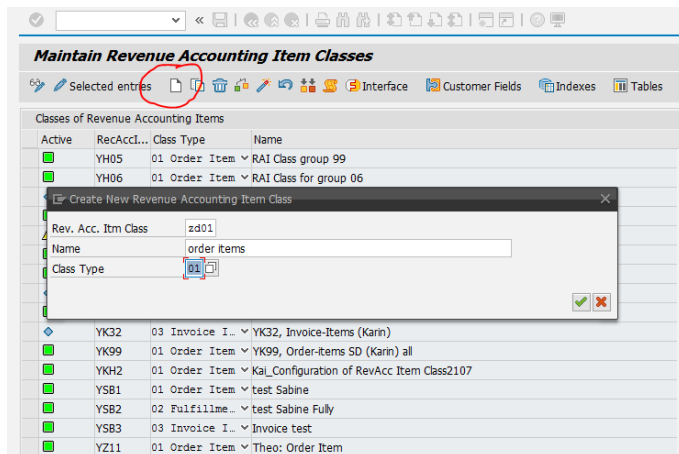 Maintain Revenue Accounting Item Classes
Selected entries Interface Customer Fields Indexes Tables
Classes of Revenue Accounting Items
Active RecAccI... Class Type Name
YH05 01 Order Item RAI Class group 99
YH06 01 Order Item RAI Class for group 06
Create New Revenue Accounting Item Class
Rev. Acc. Itm Class zd01
Name order items
Class Type 01
YK32 03 Invoice I… YK32, Invoice-Items (Karin)
YK99 01 Order Item YK99, Order-items SD (Karin) all
YKH2 01 Order Item Kai_Configuration of RevAcc Item Class2107
YSB1 01 Order Item test Sabine
YSB2 02 Fulfillme… test Sabine Fully
YSB3 03 Invoice I… Invoice test
YZ11 01 Order Item Theo: Order Item